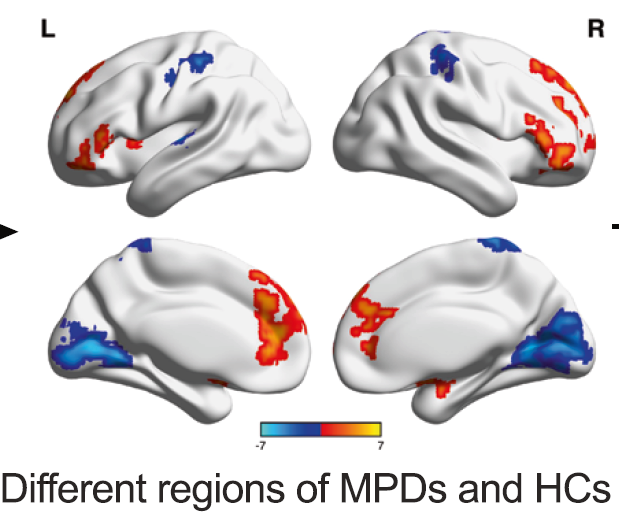 L R
-7 7
Different regions of MPDs and HCs